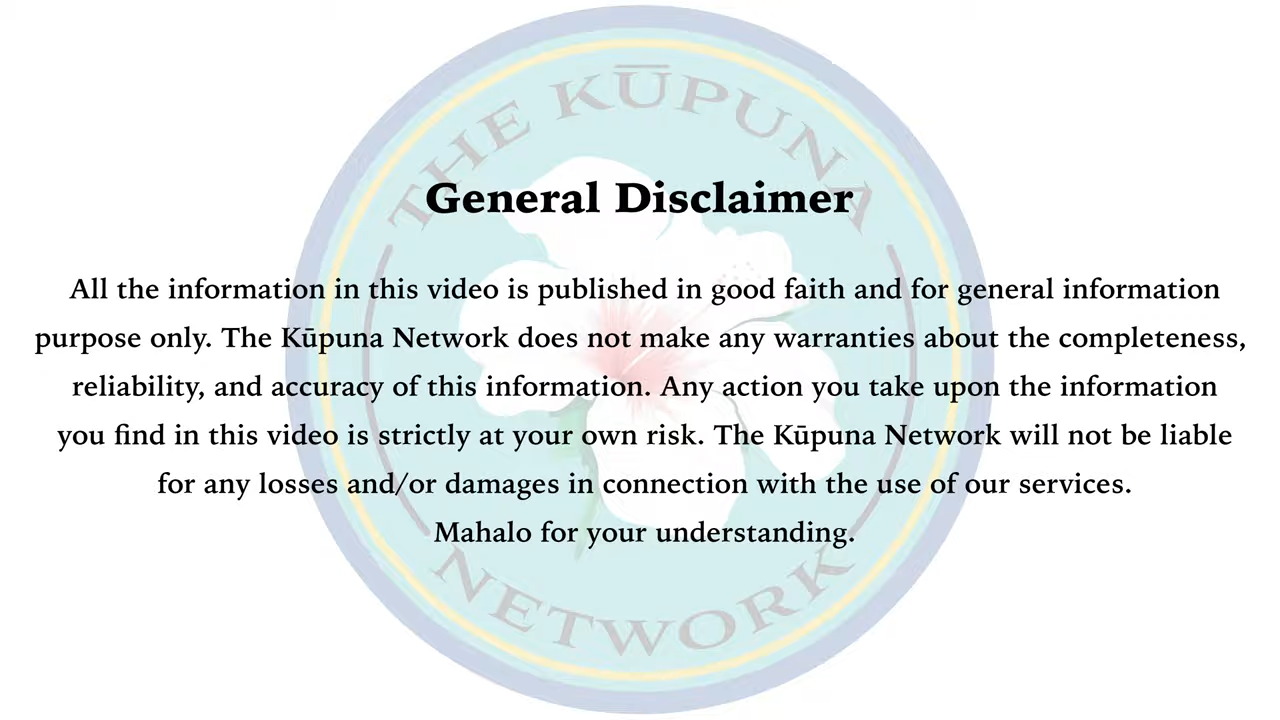 THE KŪPUNA
General Disclaimer
All the information in this video is published in good faith and for general information
purpose only. The Kūpuna Network does not make any warranties about the completeness,
reliability, and accuracy of this information. Any action you take upon the information
you find in this video is strictly at your own risk. The Kūpuna Network will not be liable
for any losses and/or damages in connection with the use of our services.
Mahalo for your understanding.
NETWORK